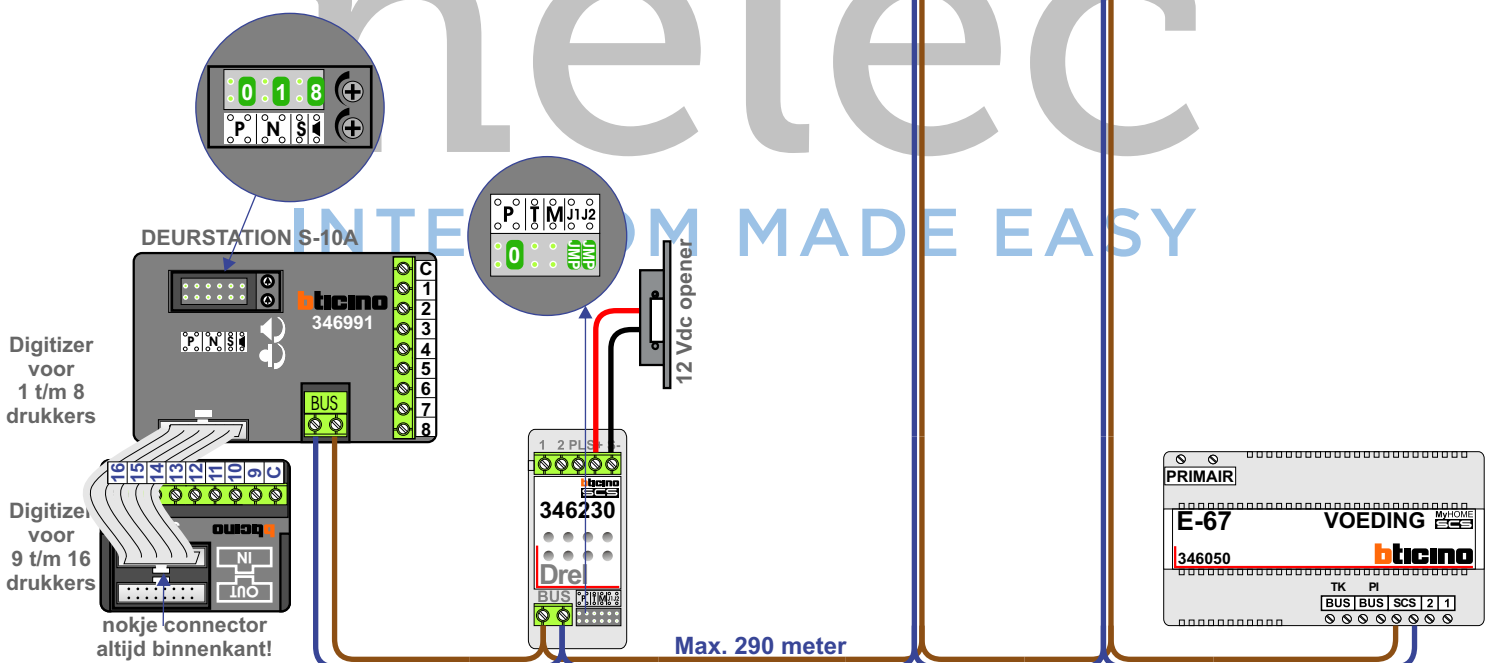 nelec
INTERCOM MADE EASY
0 1 8
P N S
P T M J1 J2
0 JMP JMP
DEURSTATION S-10A
bticino
346991
P N S
C
1
2
3
4
5
6
7
8
BUS
Digitizer
voor
1 t/m 8
drukkers
12 Vdc opener
16 15 14 13 12 11 10 9 C
bticino
IN
OUT
Digitizer
voor
9 t/m 16
drukkers
nokje connector
altijd binnenkant!
1 2 PL S+ S-
bticino
SCS
346230
Drel
BUS
P T M J1 J2
Max. 290 meter
PRIMAIR
E-67 VOEDING MyHOME SCS
346050 bticino
TK PI
BUS BUS SCS 2 1